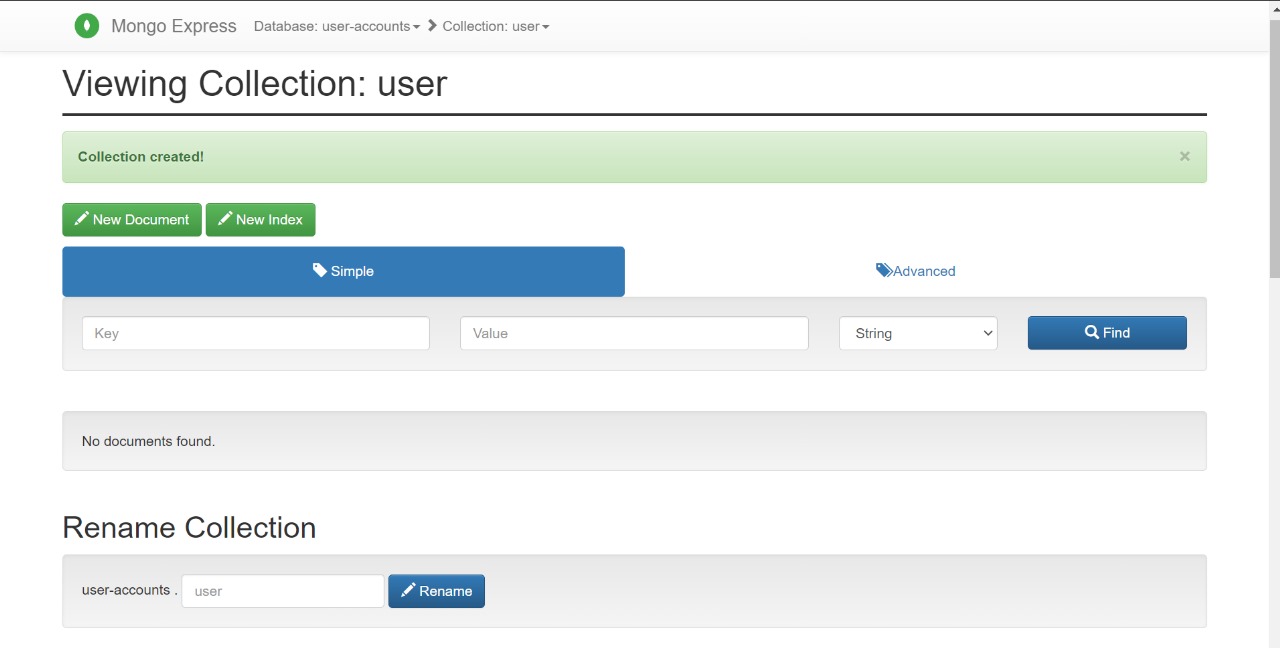 Mongo Express Database: user-accounts Collection: user
Viewing Collection: user
Collection created! ×
New Document New Index
Simple Advanced
Key Value String Find
No documents found.
Rename Collection
user-accounts . user Rename